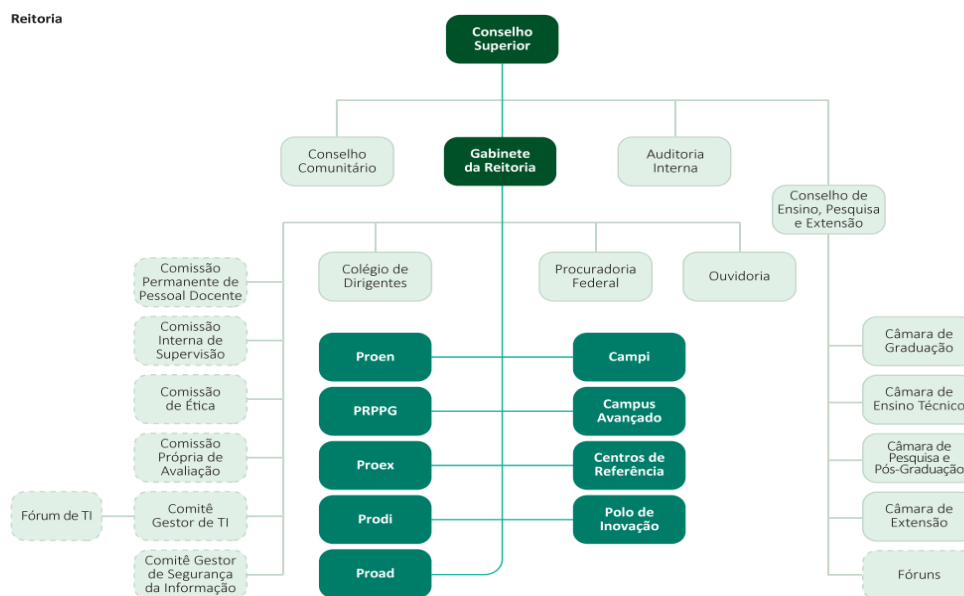 Reitoria
Conselho
Superior
Conselho
Comunitário
Gabinete
da Reitoria
Auditoria
Interna
Conselho de
Ensino, Pesquisa
e Extensão
Comissão
Permanente de
Pessoal Docente
Colégio de
Dirigentes
Procuradoria
Federal
Ouvidoria
Comissão
Interna de
Supervisão
Comissão
de Ética
Comissão
Própria de
Avaliação
Fórum de TI
Comitê
Gestor de TI
Comitê Gestor
de Segurança
da Informação
Proen
PRPPG
Proex
Prodi
Proad
Campi
Campus
Avançado
Centros de
Referência
Polo de
Inovação
Câmara de
Graduação
Câmara de
Ensino Técnico
Câmara de
Pesquisa e
Pós-Graduação
Câmara de
Extensão
Fóruns